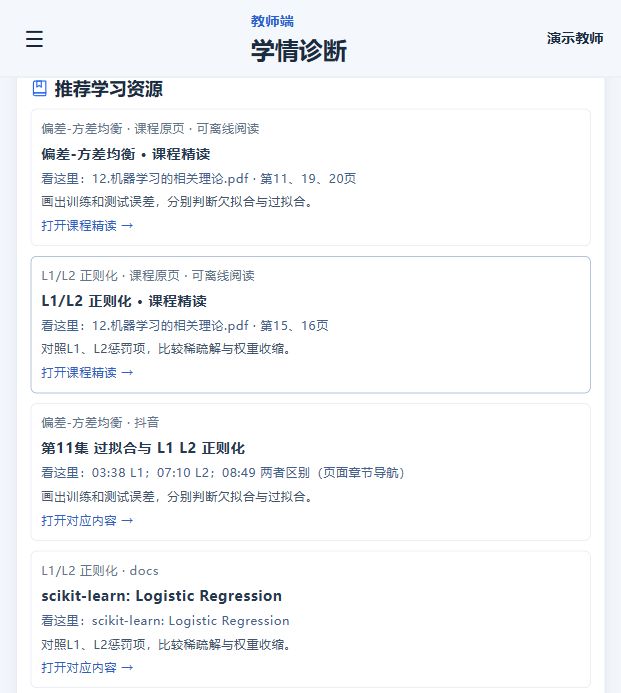 教师端
学情诊断
演示教师
推荐学习资源
偏差-方差均衡 · 课程原页 · 可离线阅读
偏差-方差均衡 • 课程精读
看这里：12.机器学习的相关理论.pdf · 第11、19、20页
画出训练和测试误差，分别判断欠拟合与过拟合。
打开课程精读 →
L1/L2 正则化 · 课程原页 · 可离线阅读
L1/L2 正则化 • 课程精读
看这里：12.机器学习的相关理论.pdf · 第15、16页
对照L1、L2惩罚项，比较稀疏解与权重收缩。
打开课程精读 →
偏差-方差均衡 · 抖音
第11集 过拟合与 L1 L2 正则化
看这里：03:38 L1；07:10 L2；08:49 两者区别（页面章节导航）
画出训练和测试误差，分别判断欠拟合与过拟合。
打开对应内容 →
L1/L2 正则化 · docs
scikit-learn: Logistic Regression
看这里：scikit-learn: Logistic Regression
对照L1、L2惩罚项，比较稀疏解与权重收缩。
打开对应内容 →